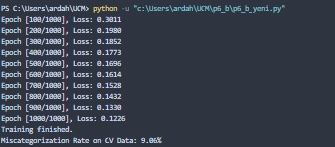 PS C:\Users\ardah\UCM> python -u "c:\Users\ardah\UCM\p6_b\p6_b_yeni.py"
Epoch [100/1000], Loss: 0.3011
Epoch [200/1000], Loss: 0.1980
Epoch [300/1000], Loss: 0.1852
Epoch [400/1000], Loss: 0.1773
Epoch [500/1000], Loss: 0.1696
Epoch [600/1000], Loss: 0.1614
Epoch [700/1000], Loss: 0.1528
Epoch [800/1000], Loss: 0.1432
Epoch [900/1000], Loss: 0.1330
Epoch [1000/1000], Loss: 0.1226
Training finished.
Miscategorization Rate on CV Data: 9.06%